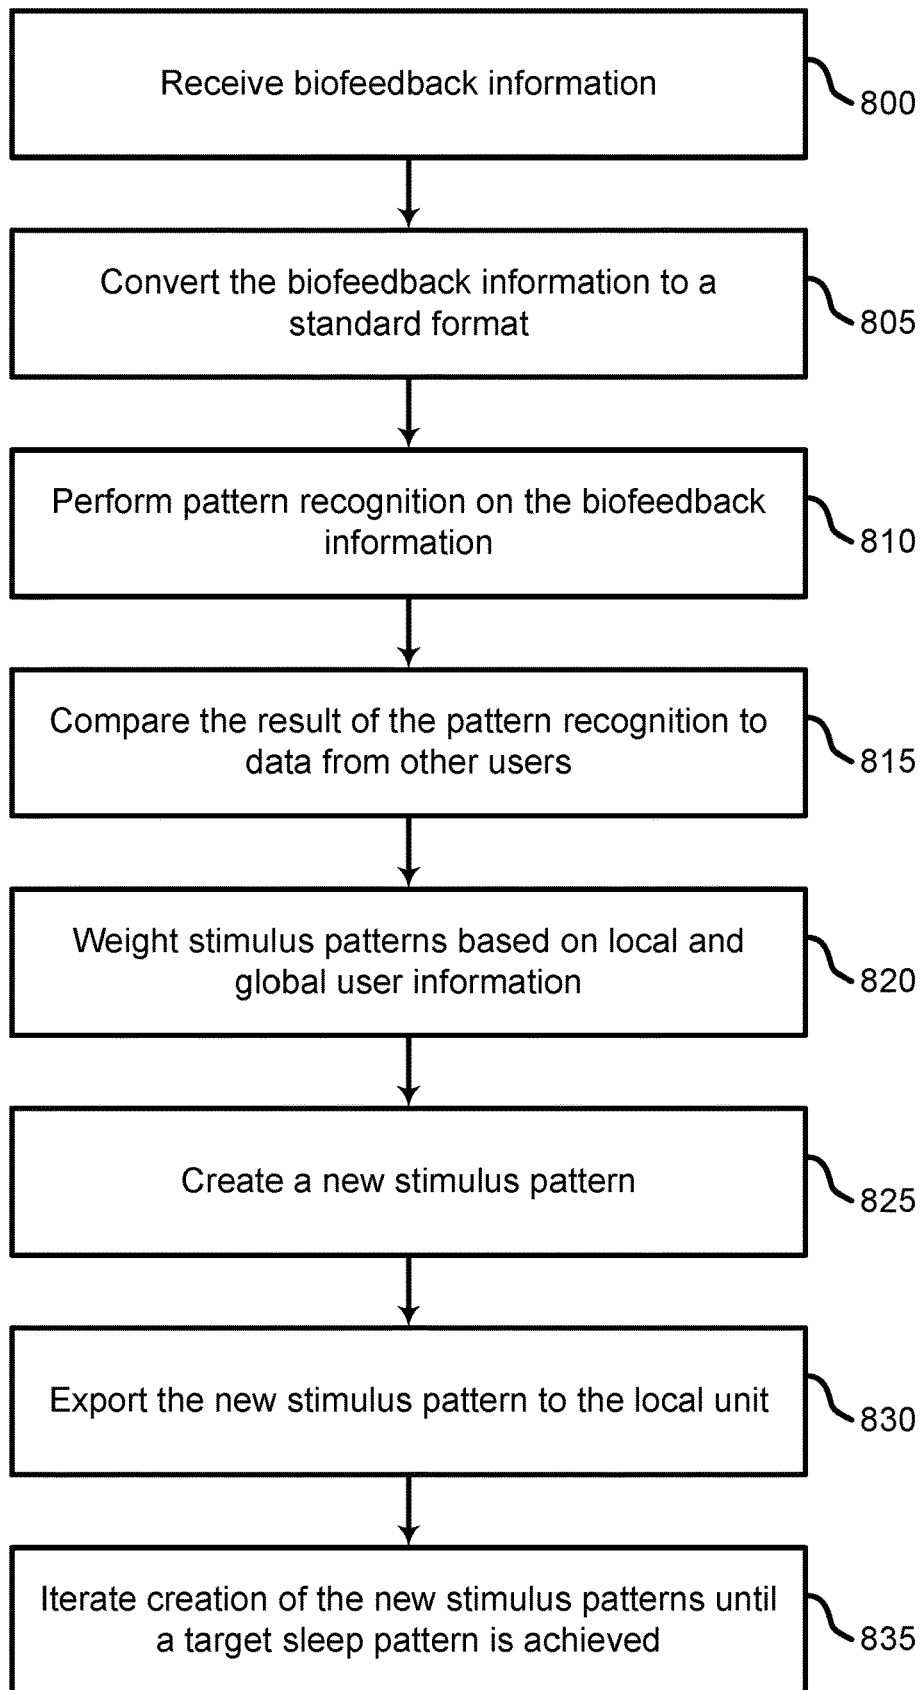 Receive biofeedback information
800
Convert the biofeedback information to a
standard format
805
Perform pattern recognition on the biofeedback
information
810
Compare the result of the pattern recognition to
data from other users
815
Weight stimulus patterns based on local and
global user information
820
Create a new stimulus pattern
825
Export the new stimulus pattern to the local unit
830
Iterate creation of the new stimulus patterns until
a target sleep pattern is achieved
835